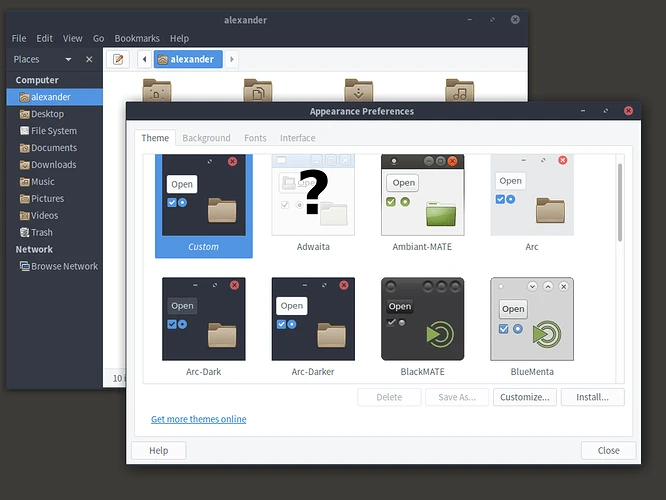 alexander
File Edit View Go Bookmarks Help
Places
alexander
Computer
alexander
Desktop
File System
Documents
Downloads
Music
Pictures
Videos
Trash
Network
Browse Network
10 i
Appearance Preferences
Theme Background Fonts Interface
Open Open Open Open
?
Custom Adwaita Ambiant-MATE Arc
Open Open Open Open
Arc-Dark Arc-Darker BlackMATE BlueMenta
Delete Save As... Customize... Install...
Get more themes online
Help Close